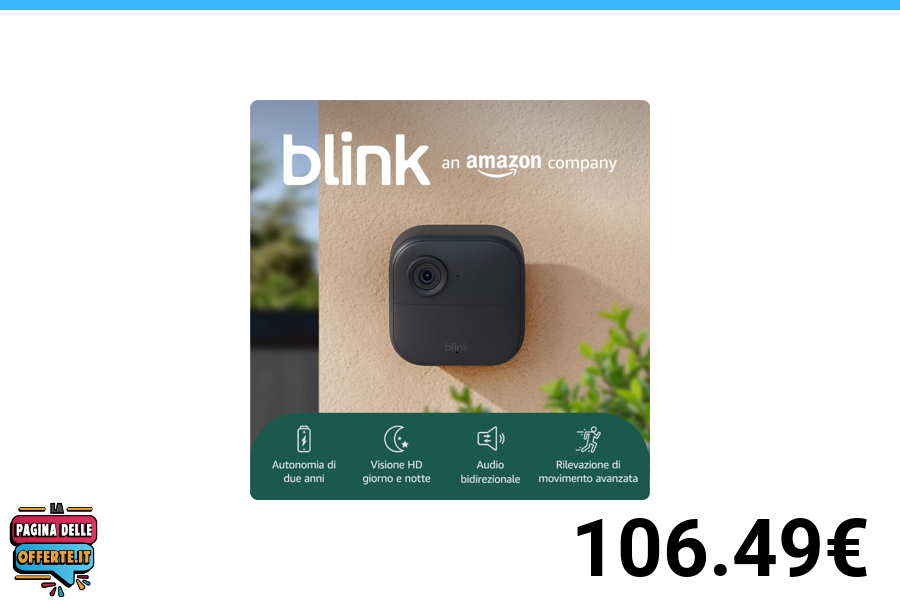 blink an amazon company
blink
Autonomia di
due anni
Visione HD
giorno e notte
Audio
bidirezionale
Rilevazione di
movimento avanzata
LA
PAGINA DELLE
OFFERTE.IT
106.49€